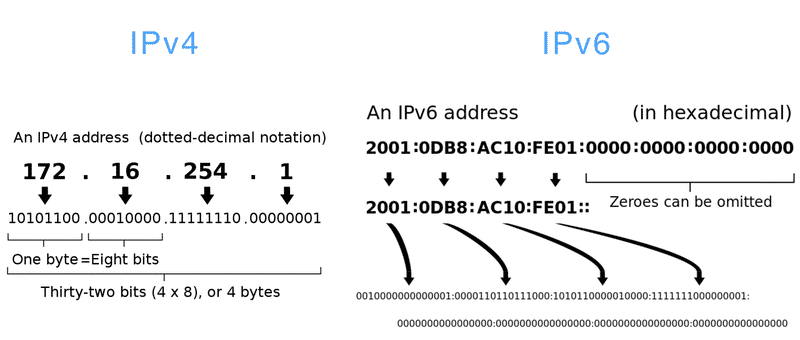 IPv4
An IPv4 address (dotted-decimal notation)
172 . 16 . 254 . 1
10101100 .00010000 .11111110 .00000001
One byte=Eight bits
Thirty-two bits (4 x 8), or 4 bytes
IPv6
An IPv6 address (in hexadecimal)
2001:0DB8:AC10:FE01:0000:0000:0000:0000
2001:0DB8:AC10:FE01::
Zeroes can be omitted
0010000000000001:0000110110111000:1010110000010000:1111111000000001:
0000000000000000:0000000000000000:0000000000000000:0000000000000000